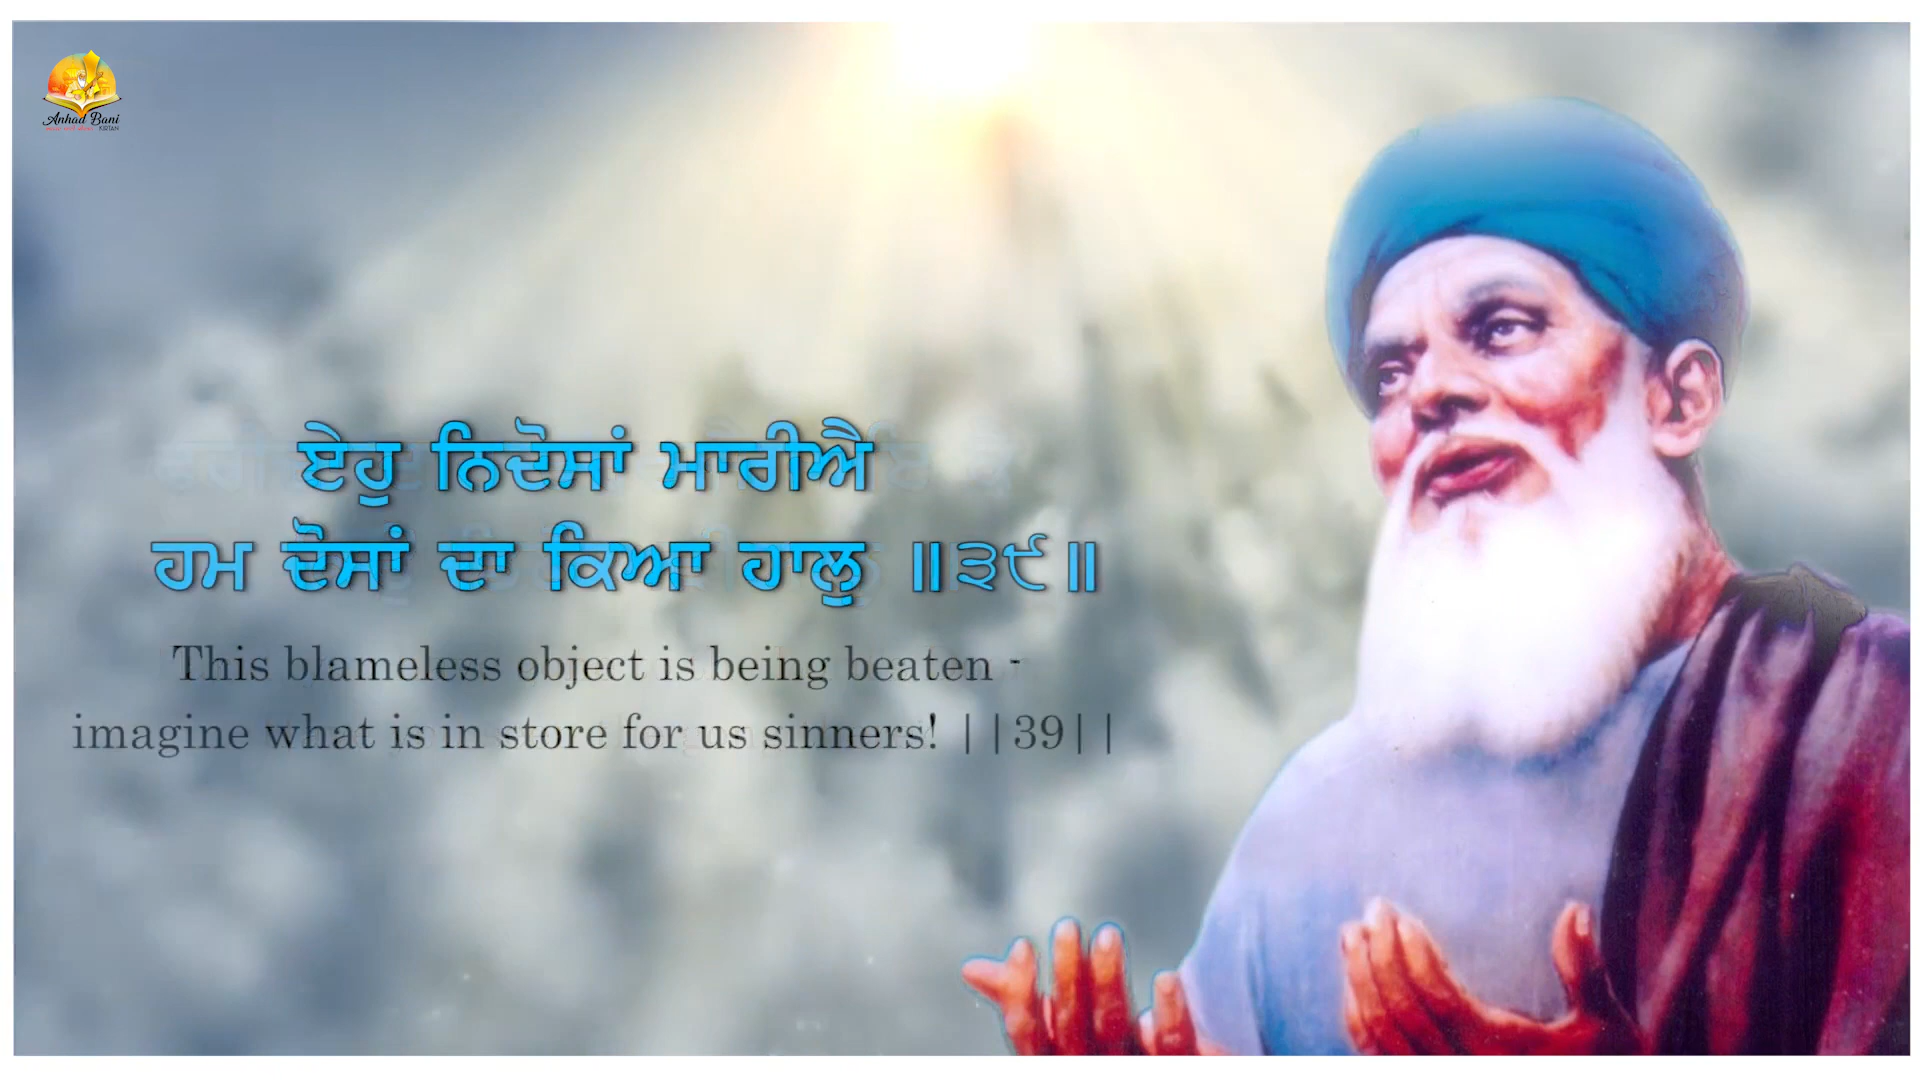 Anhad Bani
KIRTAN
ਏਹੁ ਨਿਦੋਸਾਂ ਮਾਰੀਐ
ਹਮ ਦੋਸਾਂ ਦਾ ਕਿਆ ਹਾਲੁ ॥੩੯॥
This blameless object is being beaten -
imagine what is in store for us sinners! ||39||